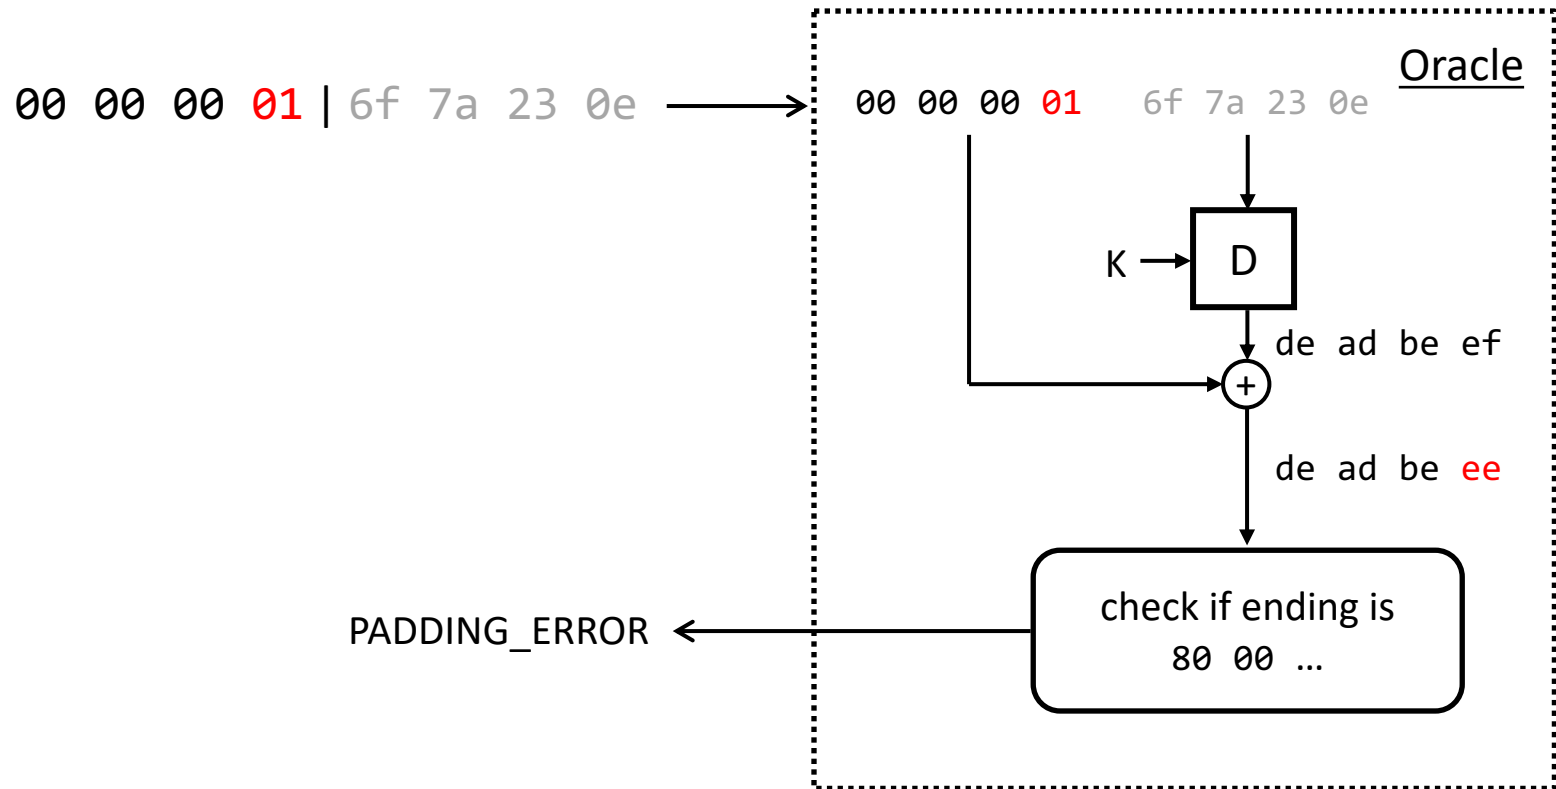 Oracle
00 00 00 01 | 6f 7a 23 0e
00 00 00 01 6f 7a 23 0e
K
D
de ad be ef
+
de ad be ee
check if ending is
80 00 …
PADDING_ERROR